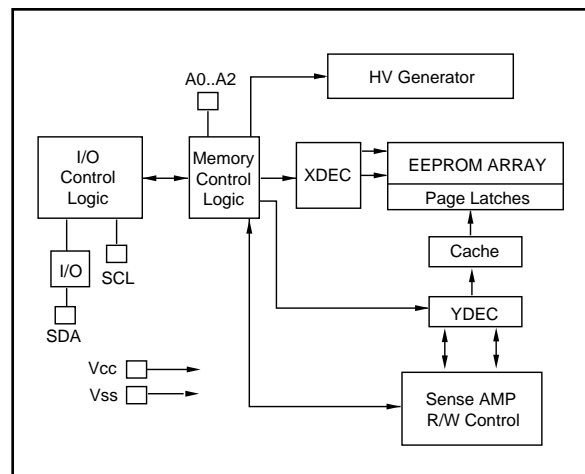 A0..A2
HV Generator
I/O
Control
Logic
Memory
Control
Logic
XDEC
EEPROM ARRAY
Page Latches
Cache
I/O
SCL
SDA
YDEC
Vcc
Vss
Sense AMP
R/W Control